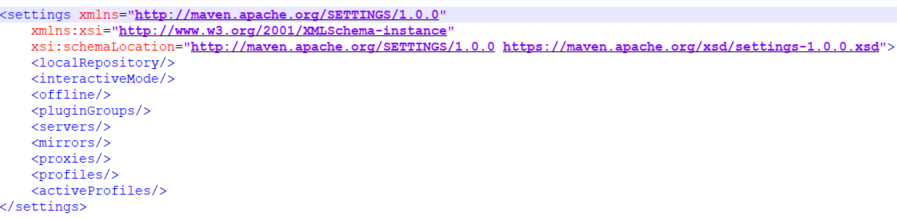 <settings xmlns="http://maven.apache.org/SETTINGS/1.0.0"
    xmlns:xsi="http://www.w3.org/2001/XMLSchema-instance"
    xsi:schemaLocation="http://maven.apache.org/SETTINGS/1.0.0 https://maven.apache.org/xsd/settings-1.0.0.xsd">
    <localRepository/>
    <interactiveMode/>
    <offline/>
    <pluginGroups/>
    <servers/>
    <mirrors/>
    <proxies/>
    <profiles/>
    <activeProfiles/>
</settings>